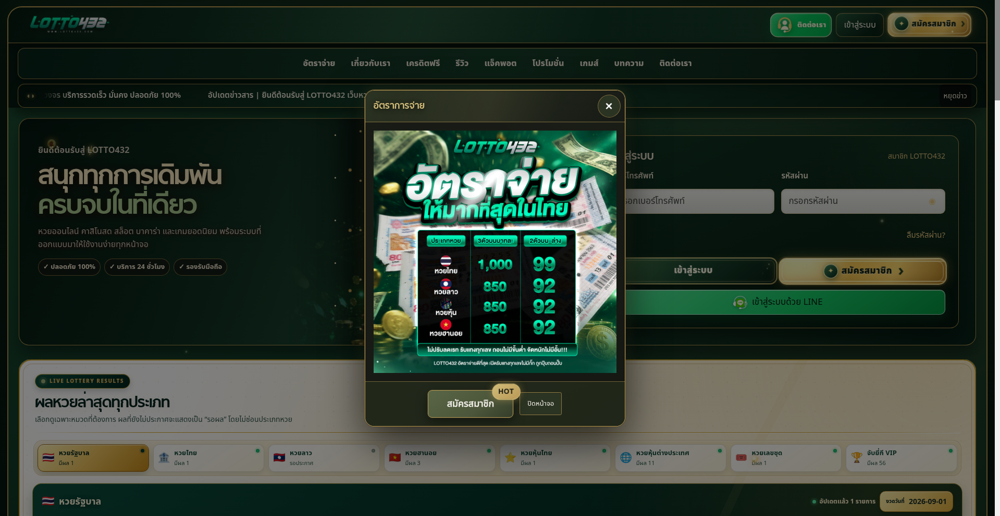 LOTTO432
WWW.LOTTO432.COM
ติดต่อเรา
เข้าสู่ระบบ
สมัครสมาชิก
อัตราจ่าย
เกี่ยวกับเรา
เครดิตฟรี
รีวิว
แจ็คพอต
โปรโมชั่น
เกมส์
บทความ
ติดต่อเรา
วงจร บริการรวดเร็ว มั่นคง ปลอดภัย 100%
อัปเดตข่าวสาร | ยินดีต้อนรับสู่ LOTTO432 เว็บหว
หยุดข่าว
ยินดีต้อนรับสู่ LOTTO432
สนุกทุกการเดิมพัน
ครบจบในที่เดียว
หวยออนไลน์ คาสิโนสด สล็อต บาคาร่า และเกมยอดนิยม พร้อมระบบที่
ออกแบบมาให้ใช้งานง่ายทุกหน้าจอ
✓ ปลอดภัย 100%
✓ บริการ 24 ชั่วโมง
✓ รองรับมือถือ
อัตราการจ่าย
LOTTO432
อัตราจ่าย
ให้มากที่สุดในไทย
ประเภทหวย 3ตัวบนบาทละ 2ตัวบน-ล่าง
หวยไทย 1,000 99
หวยลาว 850 92
หวยหุ้น 850 92
หวยฮานอย 850 92
ไม่ปรับลดเรท รับแทงทุกเลข ถอนไม่มีขั้นต่ำ จัดหนักไม่มีอั้น!!!
LOTTO432 อัตราจ่ายดีที่สุด เปิดรับแทงทุกเลขไม่มีกั๊ก ถูกปุ๊บถอนปั๊บ
HOT
สมัครสมาชิก
ปิดหน้าจอ
สู่ระบบ
สมาชิก LOTTO432
โทรศัพท์
รหัสผ่าน
รอกเบอร์โทรศัพท์
กรอกรหัสผ่าน
ลืมรหัสผ่าน?
เข้าสู่ระบบ
สมัครสมาชิก
เข้าสู่ระบบด้วย LINE
LIVE LOTTERY RESULTS
ผลหวยล่าสุดทุกประเภท
เลือกดูเฉพาะหมวดที่ต้องการ ผลที่ยังไม่ประกาศจะแสดงเป็น “รอผล” โดยไม่ซ่อนประเภทหวย
หวยรัฐบาล
มีผล 1
หวยไทย
มีผล 1
หวยลาว
รอประกาศ
หวยฮานอย
มีผล 3
หวยหุ้นไทย
มีผล 1
หวยหุ้นต่างประเทศ
มีผล 11
หวยเลขชุด
มีผล 1
จับยี่กี VIP
มีผล 56
หวยรัฐบาล
อัปเดตแล้ว 1 รายการ
งวดวันที่ 2026-09-01